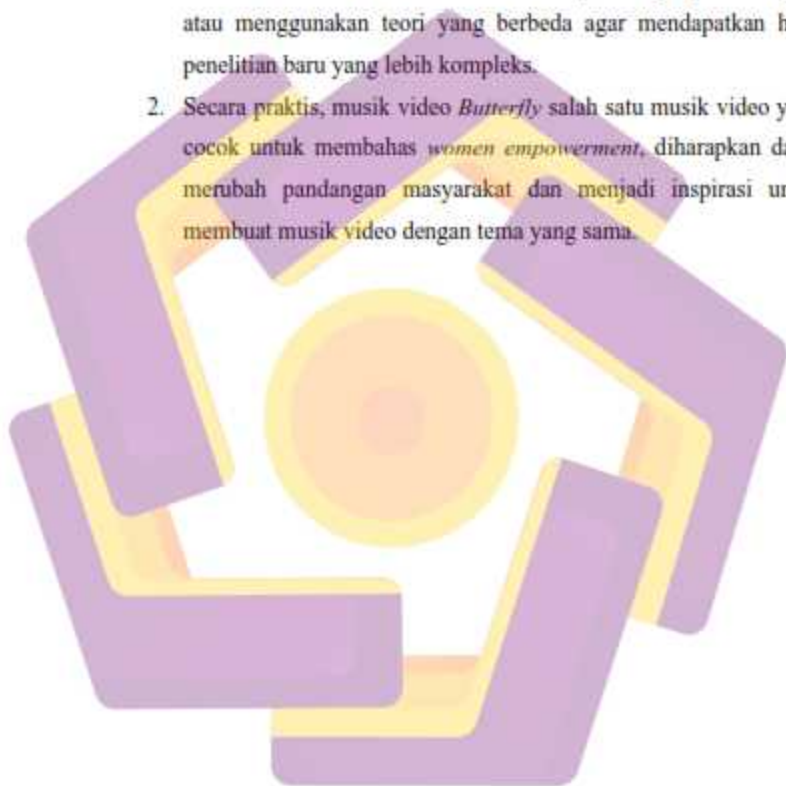 atau menggunakan teori yang berbeda agar mendapatkan
penelitian baru yang lebih kompleks.
2. Secara praktis, musik video Butterfly salah satu musik video
cocok untuk membahas women empowerment, diharapkan
merubah pandangan masyarakat dan menjadi inspirasi
membuat musik video dengan tema yang sama.